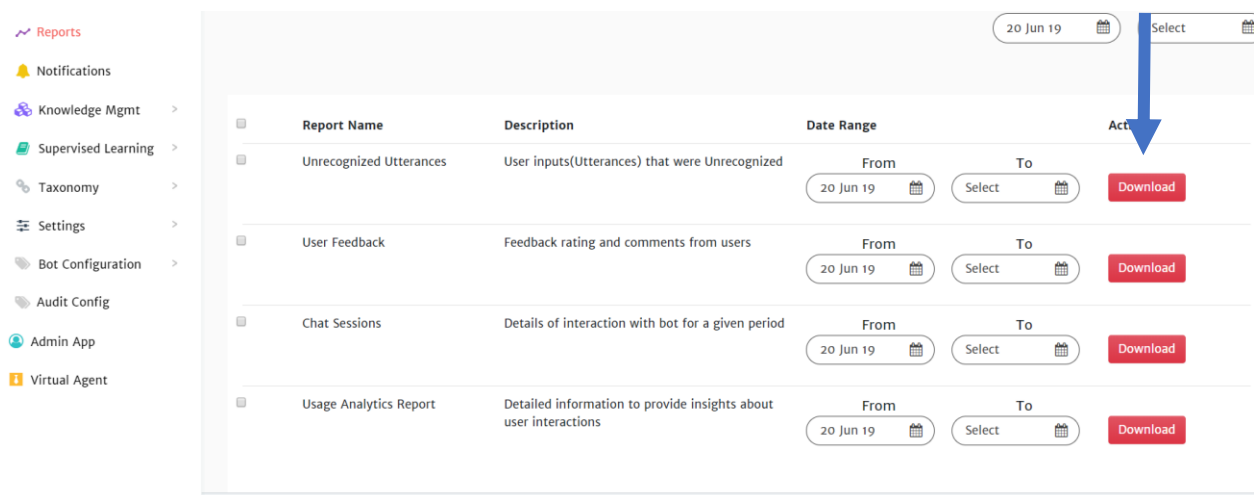 Reports
Notifications
Knowledge Mgmt
Supervised Learning
Taxonomy
Settings
Bot Configuration
Audit Config
Admin App
Virtual Agent
20 Jun 19 Select
Report Name Description Date Range
Unrecognized Utterances User inputs(Utterances) that were Unrecognized From To
20 Jun 19 Select Download
User Feedback Feedback rating and comments from users From To
20 Jun 19 Select Download
Chat Sessions Details of interaction with bot for a given period From To
20 Jun 19 Select Download
Usage Analytics Report Detailed information to provide insights about From To
user interactions
20 Jun 19 Select Download